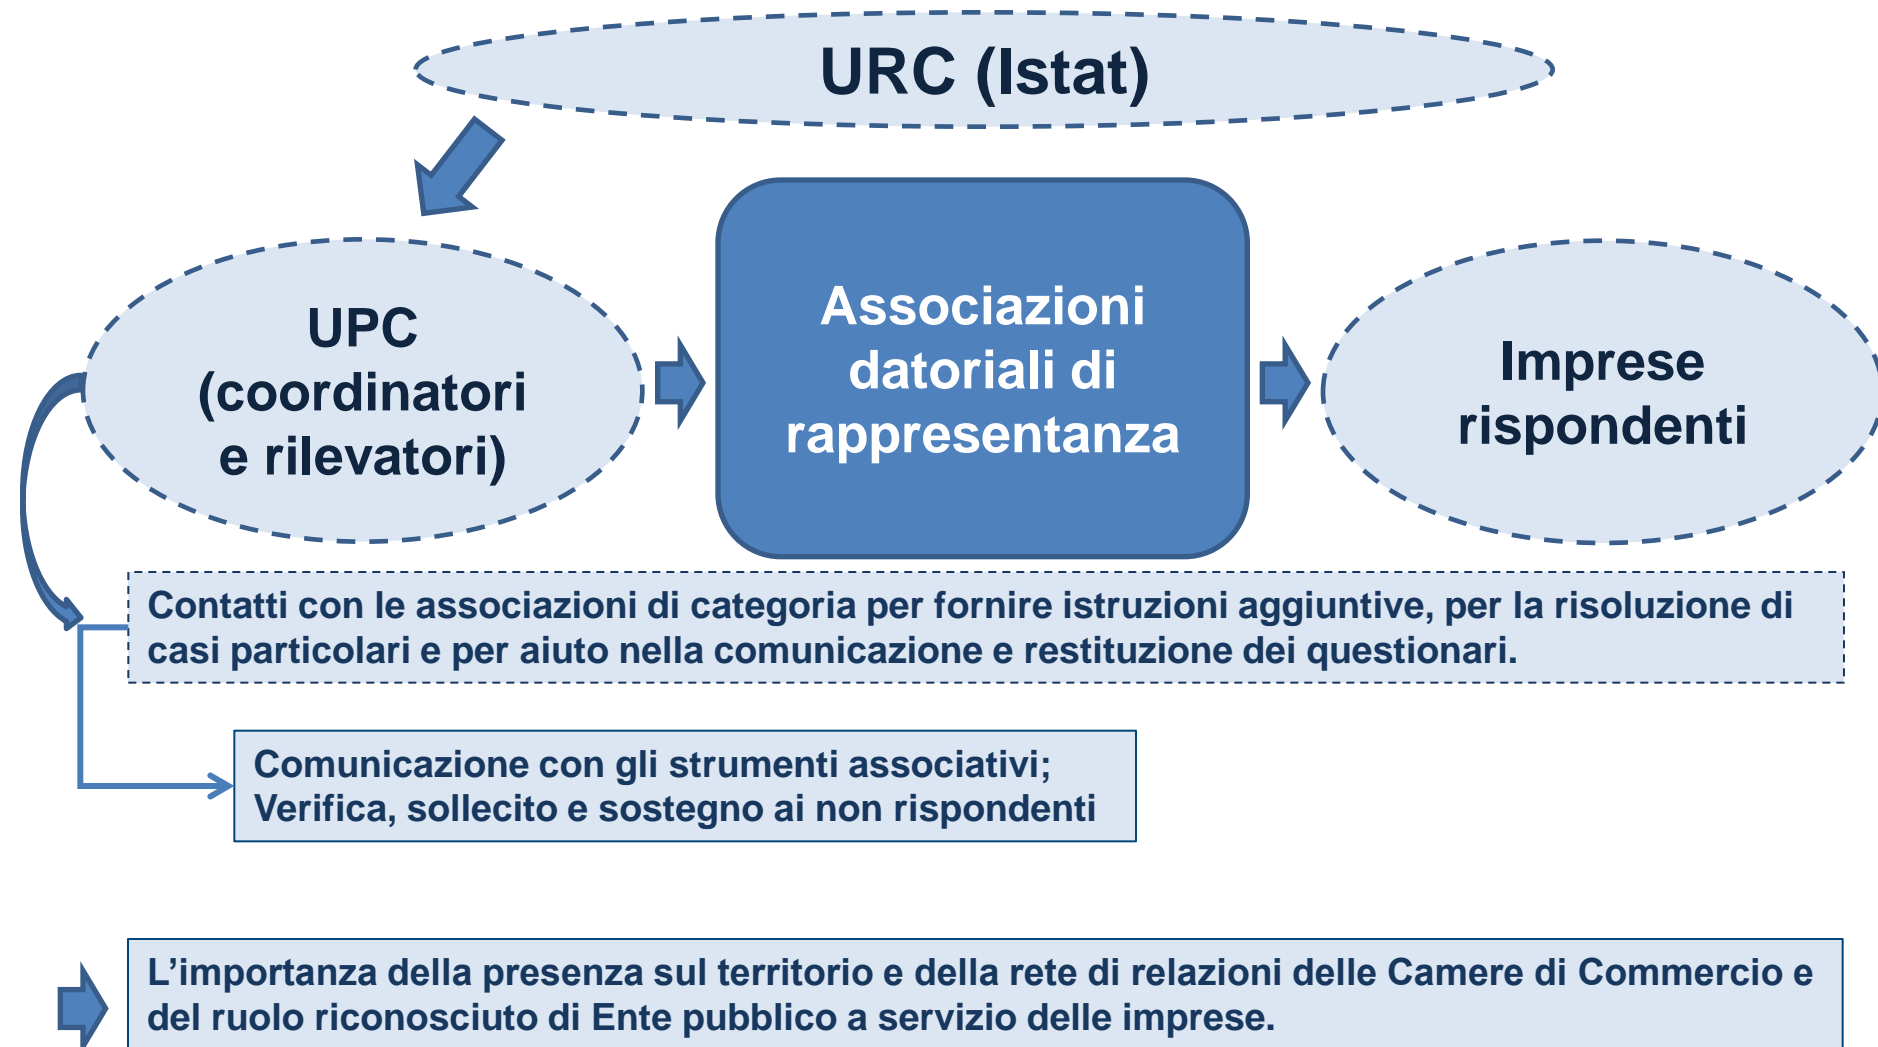 URC (Istat)
UPC
(coordinatori
e rilevatori)
Associazioni
datoriali di
rappresentanza
Imprese
rispondenti
Contatti con le associazioni di categoria per fornire istruzioni aggiuntive, per la risoluzione di
casi particolari e per aiuto nella comunicazione e restituzione dei questionari.
Comunicazione con gli strumenti associativi;
Verifica, sollecito e sostegno ai non rispondenti
L’importanza della presenza sul territorio e della rete di relazioni delle Camere di Commercio e
del ruolo riconosciuto di Ente pubblico a servizio delle imprese.